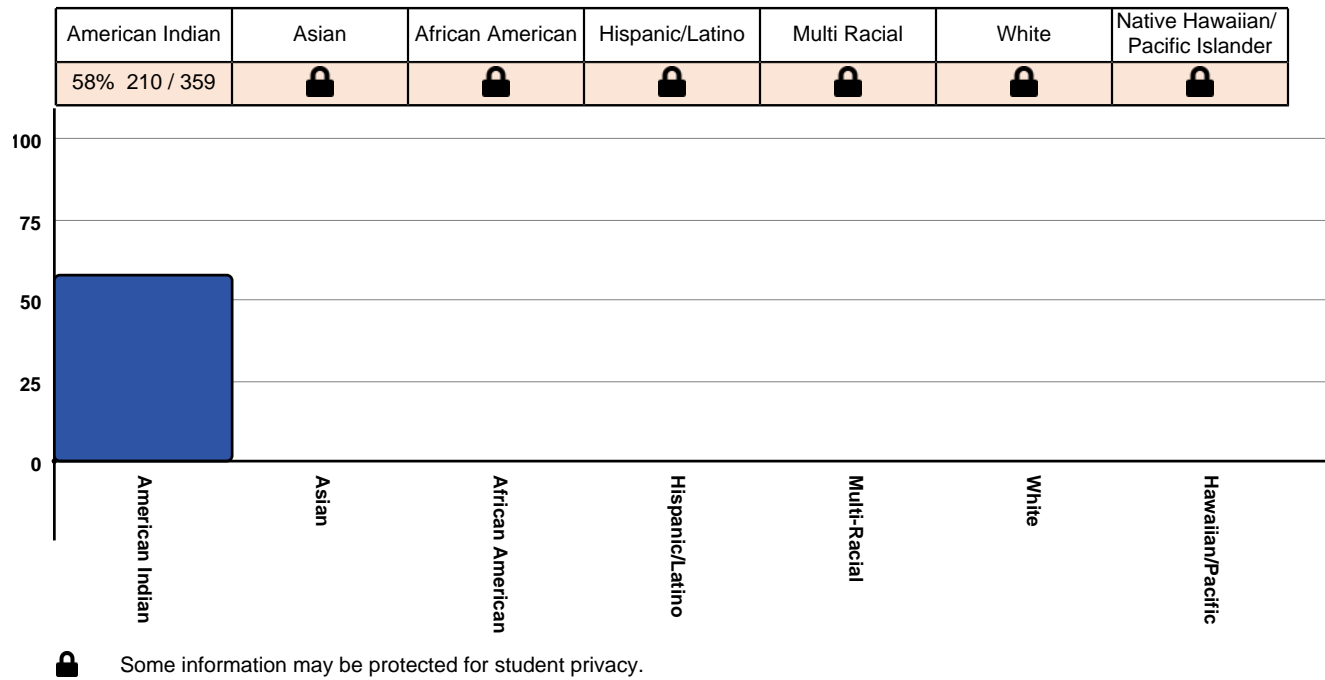 American Indian Asian African American Hispanic/Latino Multi Racial White Native Hawaiian/
Pacific Islander
58% 210 / 359
100
75
50
25
0
American Indian
Asian
African American
Hispanic/Latino
Multi-Racial
White
Hawaiian/Pacific
Some information may be protected for student privacy.